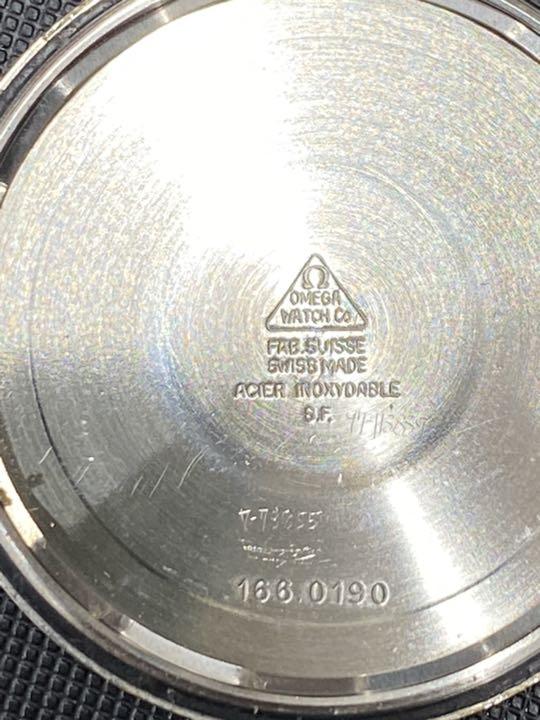 Ω
OMEGA
WATCH Co
FAB. SUISSE
SWISS MADE
ACIER INOXYDABLE
S.F.
166.0190